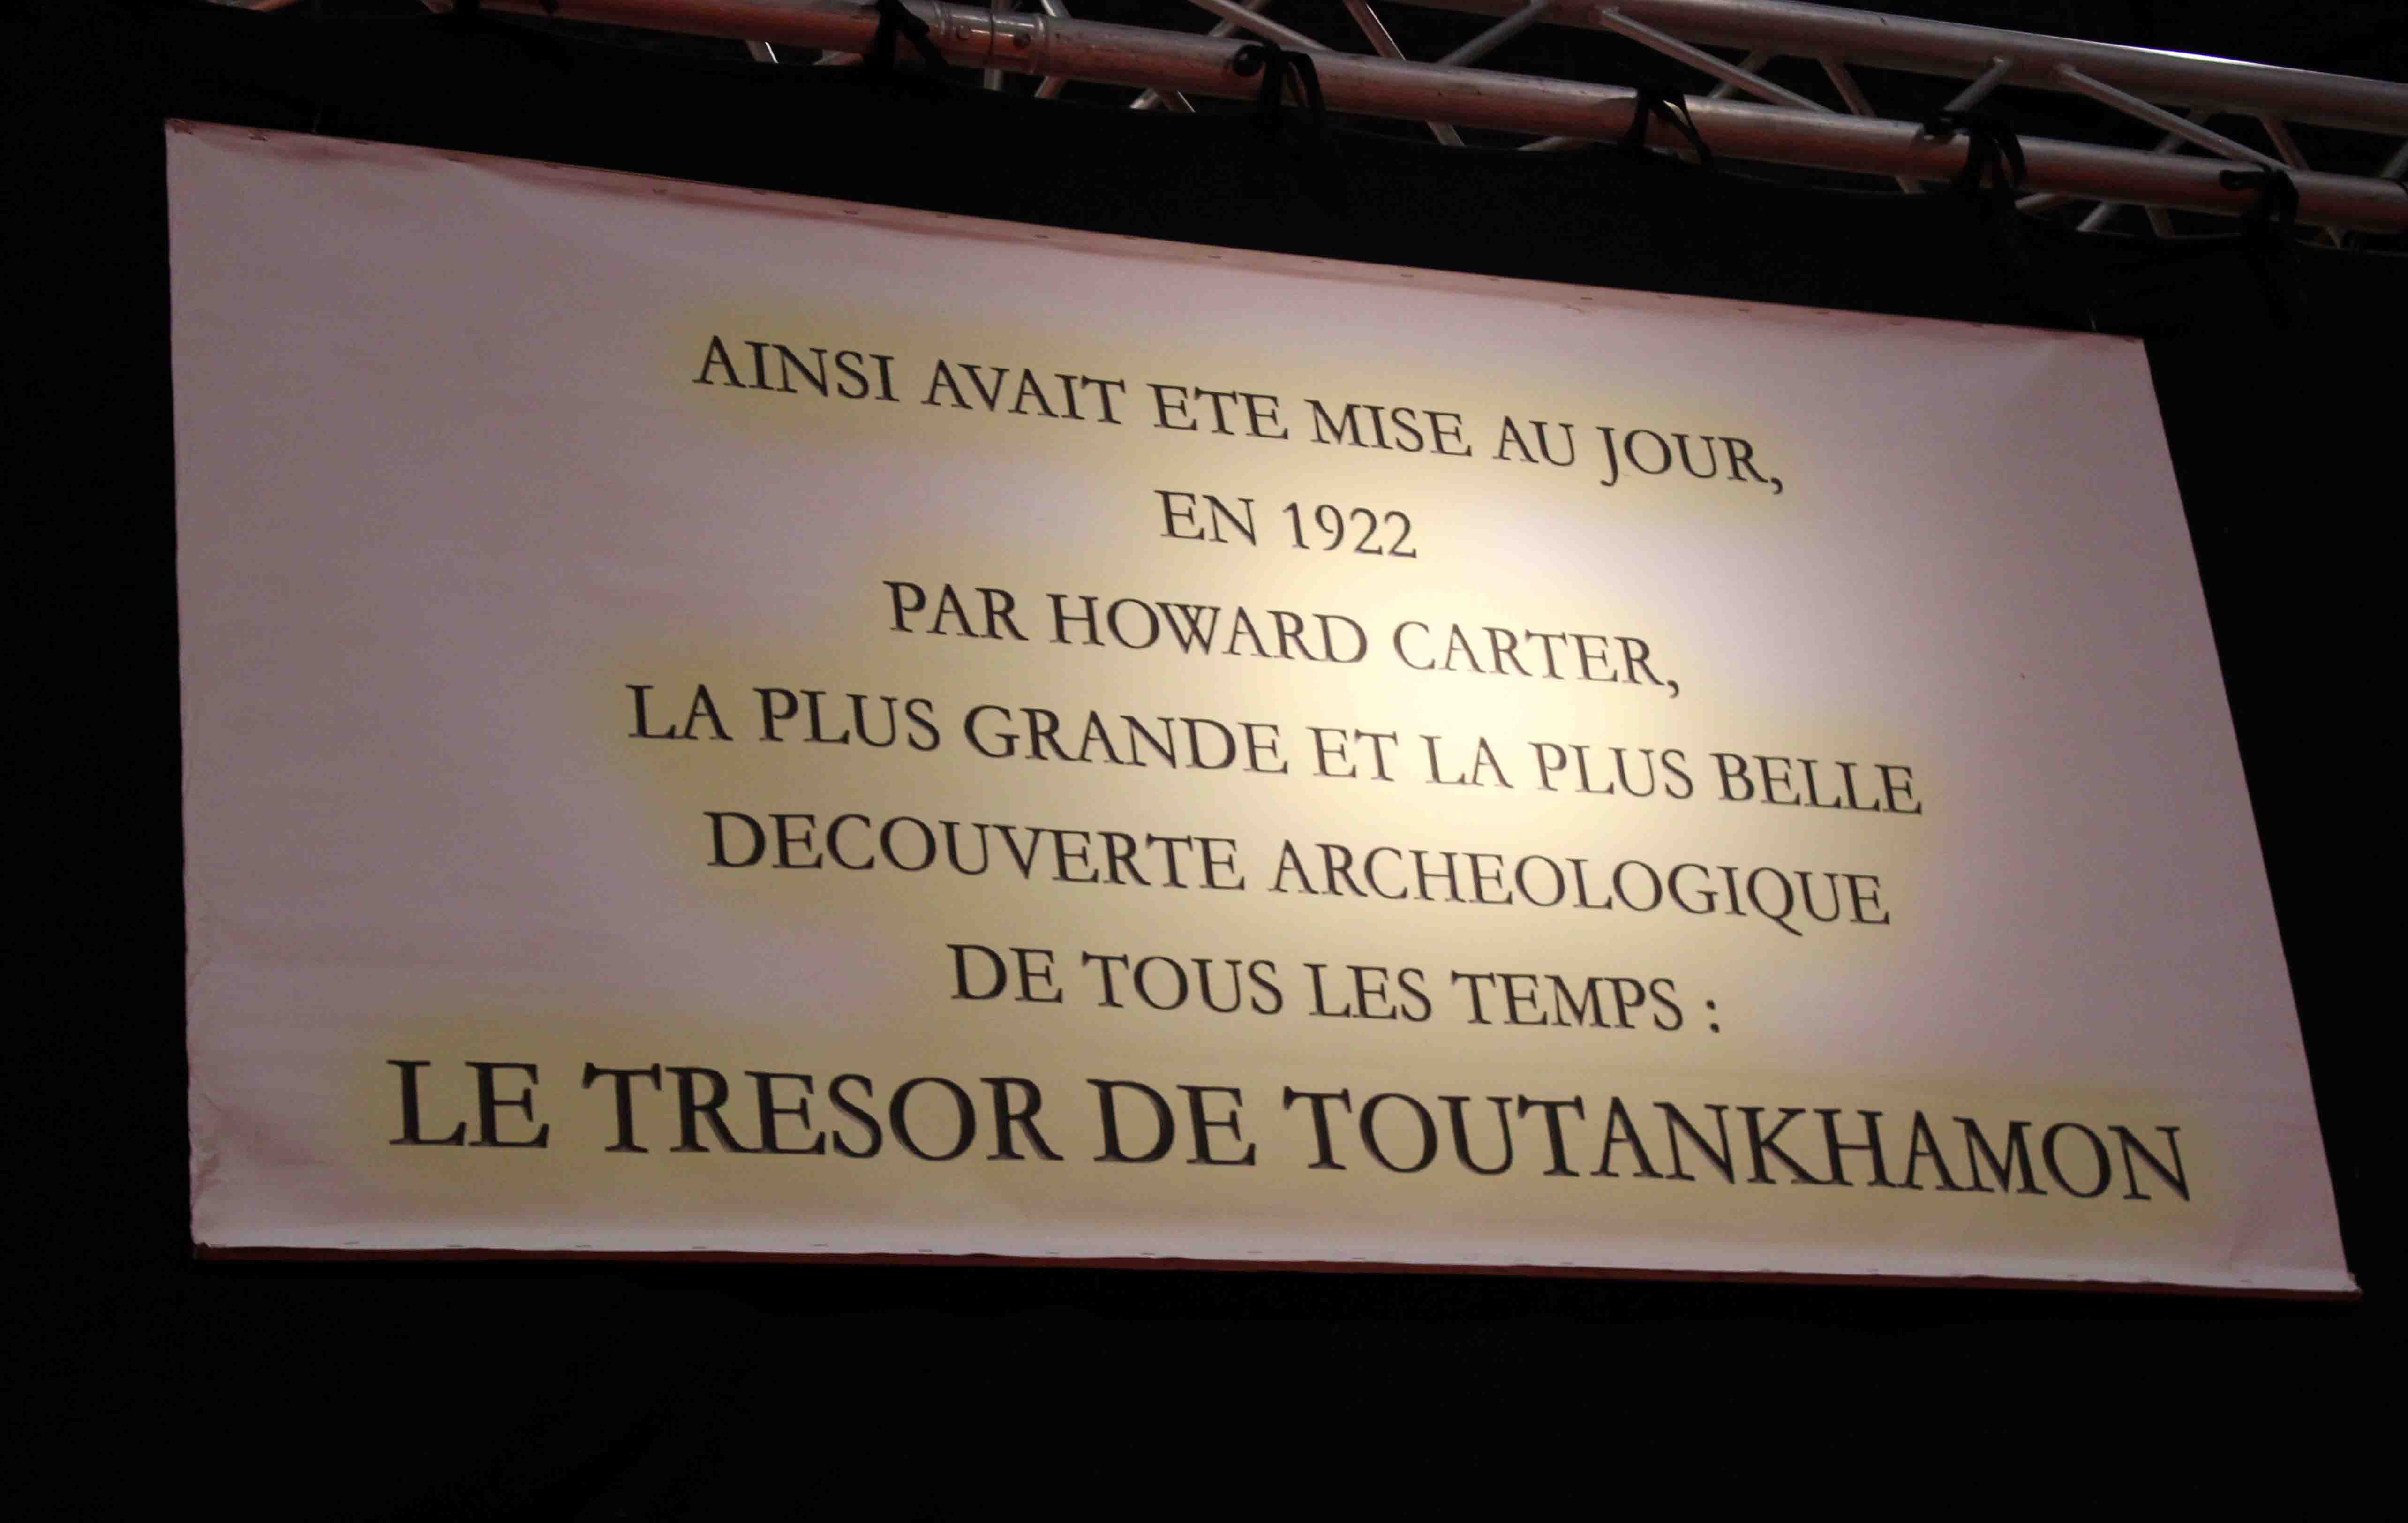 AINSI AVAIT ETE MISE AU JOUR,
EN 1922
PAR HOWARD CARTER,
LA PLUS GRANDE ET LA PLUS BELLE
DECOUVERTE ARCHEOLOGIQUE
DE TOUS LES TEMPS :
LE TRESOR DE TOUTANKHAMON